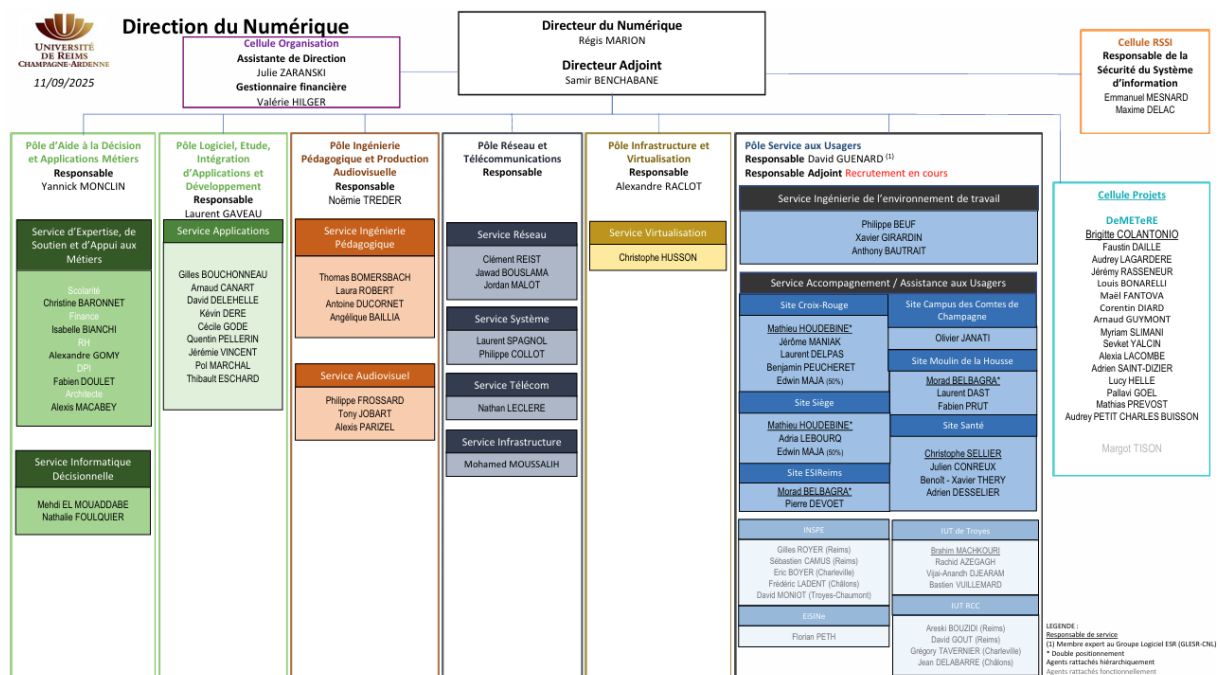 Direction du Numérique
UNIVERSITÉ
DE REIMS
CHAMPAGNE-ARDENNE
11/09/2025
Cellule Organisation
Assistante de Direction
Julie ZARANSKI
Gestionnaire financière
Valérie HILGER
Directeur du Numérique
Régis MARION
Directeur Adjoint
Samir BENCHABANE
Cellule RSSI
Responsable de la
Sécurité du Système
d'information
Emmanuel MESNARD
Maxime DELAC
Pôle d'Aide à la Décision
et Applications Métiers
Responsable
Yannick MONCLIN
Service d'Expertise, de
Soutien et d'Appui aux
Métiers
Scolarité
Christine BARONNET
Finance
Isabelle BIANCHI
RH
Alexandre GOMY
DPI
Fabien DOULET
Architecte
Alexis MACABEY
Service Informatique
Décisionnelle
Mehdi EL MOUADDABE
Nathalie FOULQUIER
Pôle Logiciel, Etude,
Intégration
d'Applications et
Développement
Responsable
Laurent GAVEAU
Service Applications
Gilles BOUCHONNEAU
Arnaud CANART
David DELEHELLE
Kévin DERE
Cécile GODE
Quentin PELLERIN
Jérémie VINCENT
Pol MARCHAL
Thibault ESCHARD
Pôle Ingénierie
Pédagogique et Production
Audiovisuelle
Responsable
Noëmie TREDER
Service Ingénierie
Pédagogique
Thomas BOMERSBACH
Laura ROBERT
Antoine DUCORNET
Angélique BAILLIA
Service Audiovisuel
Philippe FROSSARD
Tony JOBART
Alexis PARIZEL
Pôle Réseau et
Télécommunications
Responsable
Service Réseau
Clément REIST
Jawad BOUSLAMA
Jordan MALOT
Service Système
Laurent SPAGNOL
Philippe COLLOT
Service Télécom
Nathan LECLERE
Service Infrastructure
Mohamed MOUSSALIH
Pôle Infrastructure et
Virtualisation
Responsable
Alexandre RACLOT
Service Virtualisation
Christophe HUSSON
Pôle Service aux Usagers
Responsable David GUENARD (1)
Responsable Adjoint Recrutement en cours
Service Ingénierie de l'environnement de travail
Philippe BEUF
Xavier GIRARDIN
Anthony BAUTRAIT
Service Accompagnement / Assistance aux Usagers
Site Croix-Rouge
Mathieu HOUDEBINE*
Jérôme MANIAK
Laurent DELPAS
Benjamin PEUCHERET
Edwin MAJA (50%)
Site Siège
Mathieu HOUDEBINE*
Adria LEBOURQ
Edwin MAJA (50%)
Site ESIReims
Morad BELBAGRA*
Pierre DEVOET
Site Campus des Comtes de
Champagne
Olivier JANATI
Site Moulin de la Housse
Morad BELBAGRA*
Laurent DAST
Fabien PRUT
Site Santé
Christophe SELLIER
Julien CONREUX
Benoît - Xavier THERY
Adrien DESSELIER
INSPE
Gilles ROYER (Reims)
Sébastien CAMUS (Reims)
Eric BOYER (Charleville)
Frédéric LADENT (Châlons)
David MONIOT (Troyes-Chaumont)
EiSINe
Florian PETH
IUT de Troyes
Brahim MACHKOURI
Rachid AZEGAGH
Vijai-Anandh DJEARAM
Bastien VUILLEMARD
IUT RCC
Areski BOUZIDI (Reims)
David GOUT (Reims)
Grégory TAVERNIER (Charleville)
Jean DELABARRE (Châlons)
Cellule Projets
DeMETeRE
Brigitte COLANTONIO
Faustin DAILLE
Audrey LAGARDERE
Jérémy RASSENEUR
Louis BONARELLI
Maël FANTOVA
Corentin DIARD
Arnaud GUYMONT
Myriam SLIMANI
Sevket YALCIN
Alexia LACOMBE
Adrien SAINT-DIZIER
Lucy HELLE
Pallavi GOEL
Mathias PREVOST
Audrey PETIT CHARLES BUISSON
Margot TISON
LEGENDE :
Responsable de service
(1) Membre expert au Groupe Logiciel ESR (GLESR-CNL)
* Double positionnement
Agents rattachés hiérarchiquement
Agents rattachés fonctionnellement